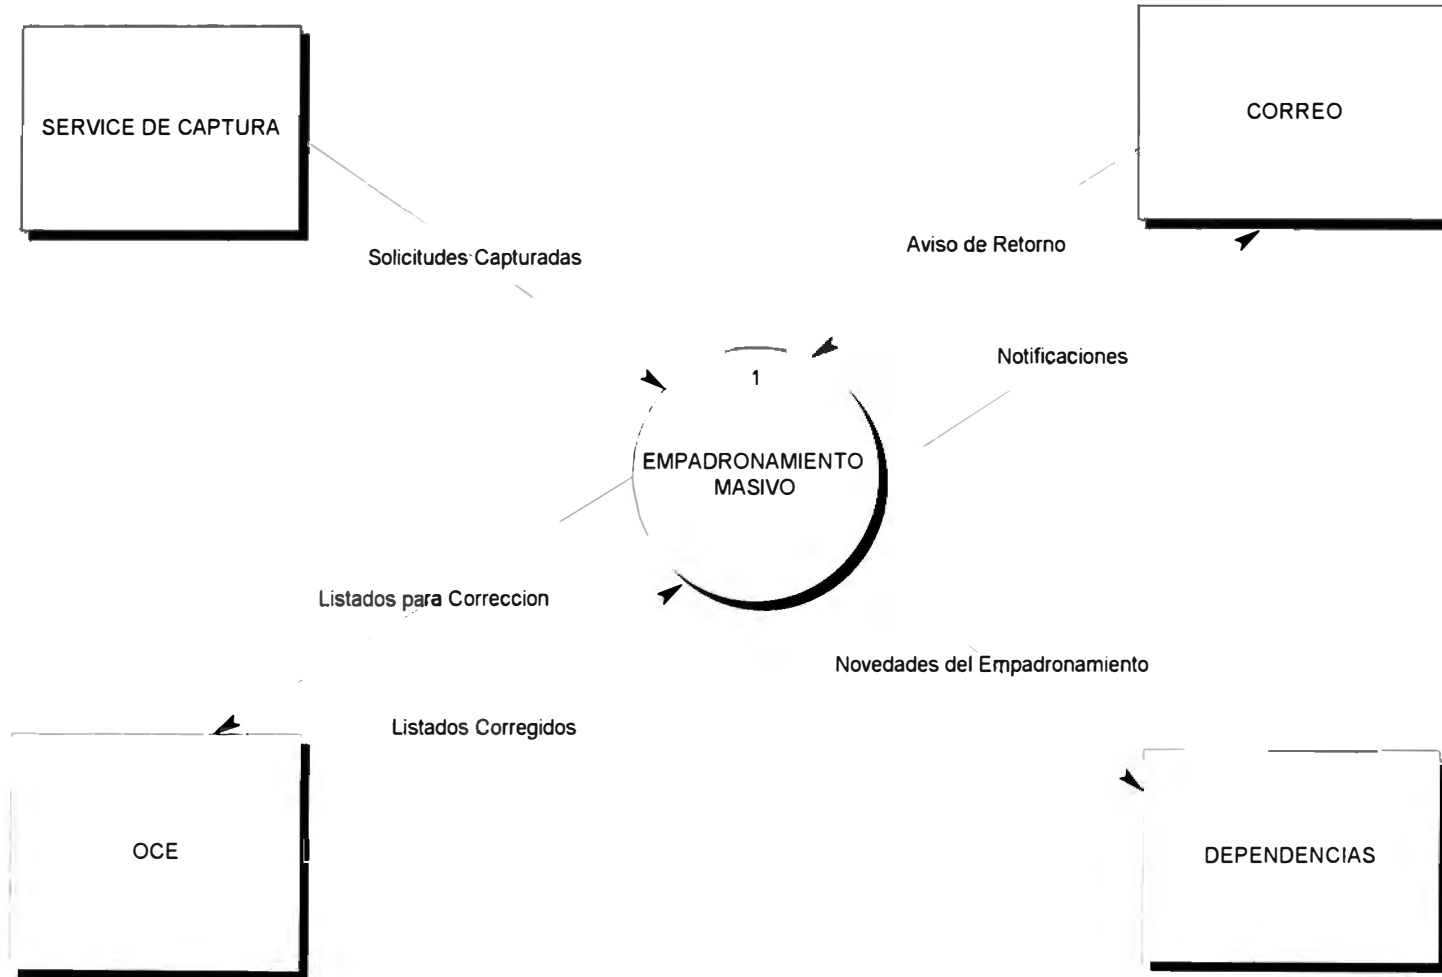 SERVICE DE CAPTURA
CORREO
Solicitudes Capturadas
Aviso de Retorno
Notificaciones
1
EMPADRONAMIENTO
MASIVO
Listados para Correccion
Novedades del Empadronamiento
Listados Corregidos
OCE
DEPENDENCIAS